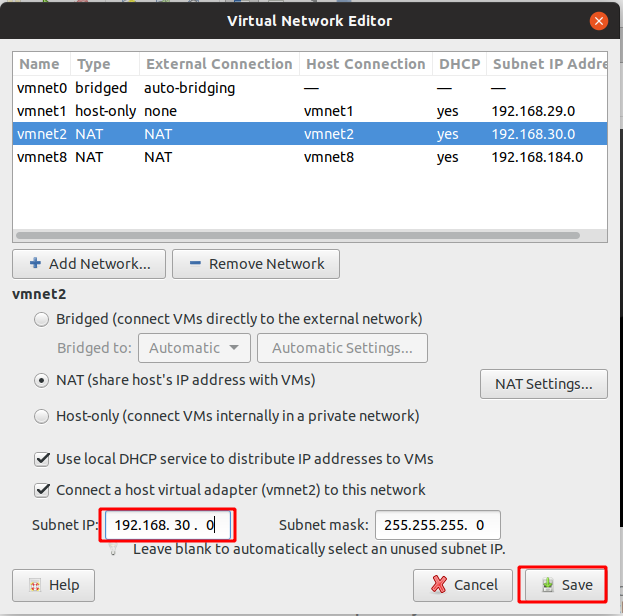 Virtual Network Editor
Name Type External Connection Host Connection DHCP Subnet IP Addre
vmnet0 bridged auto-bridging — — —
vmnet1 host-only none vmnet1 yes 192.168.29.0
vmnet2 NAT NAT vmnet2 yes 192.168.30.0
vmnet8 NAT NAT vmnet8 yes 192.168.184.0
Add Network... Remove Network
vmnet2
Bridged (connect VMs directly to the external network)
Bridged to: Automatic Automatic Settings...
NAT (share host's IP address with VMs) NAT Settings...
Host-only (connect VMs internally in a private network)
Use local DHCP service to distribute IP addresses to VMs
Connect a host virtual adapter (vmnet2) to this network
Subnet IP: 192.168. 30 . 0 Subnet mask: 255.255.255. 0
Leave blank to automatically select an unused subnet IP.
Help Cancel Save